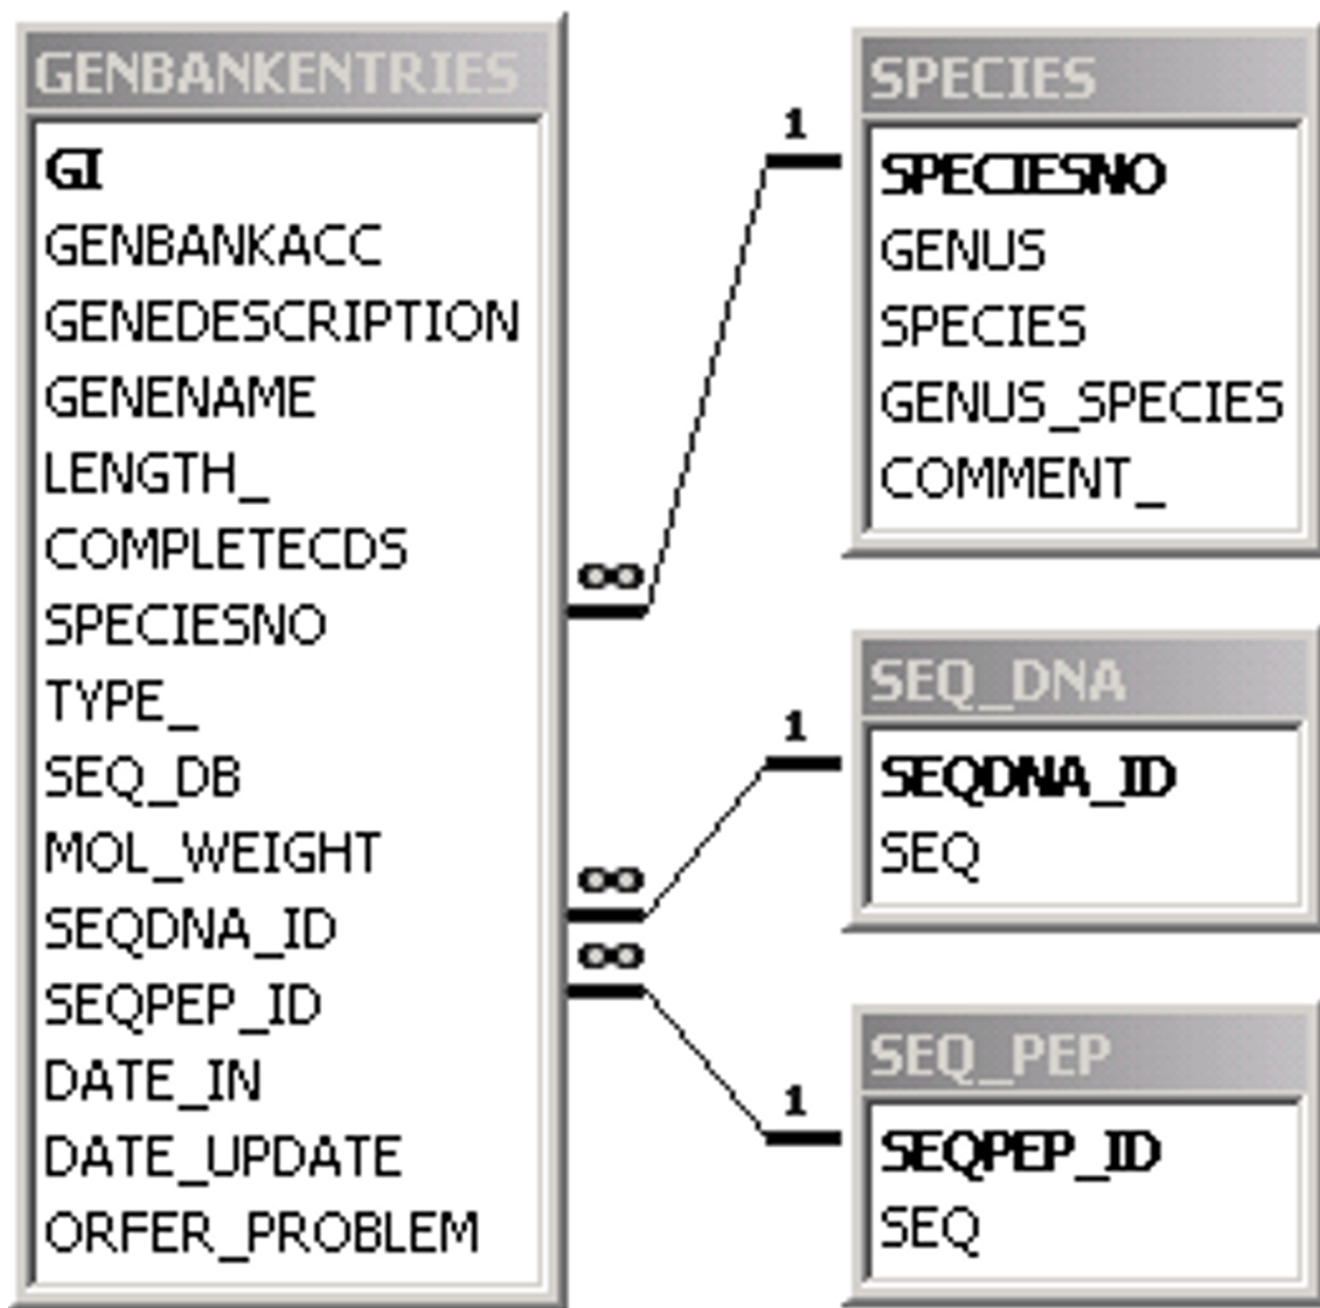 GENBANKENTRIES
GI
GENBANKACC
GENEDESCRIPTION
GENENAME
LENGTH_
COMPLETECDS
SPECIESNO
TYPE_
SEQ_DB
MOL_WEIGHT
SEQDNA_ID
SEQPEP_ID
DATE_IN
DATE_UPDATE
ORFER_PROBLEM
1
∞
1
∞
∞
1
SPECIES
SPECIESNO
GENUS
SPECIES
GENUS_SPECIES
COMMENT_
SEQ_DNA
SEQDNA_ID
SEQ
SEQ_PEP
SEQPEP_ID
SEQ